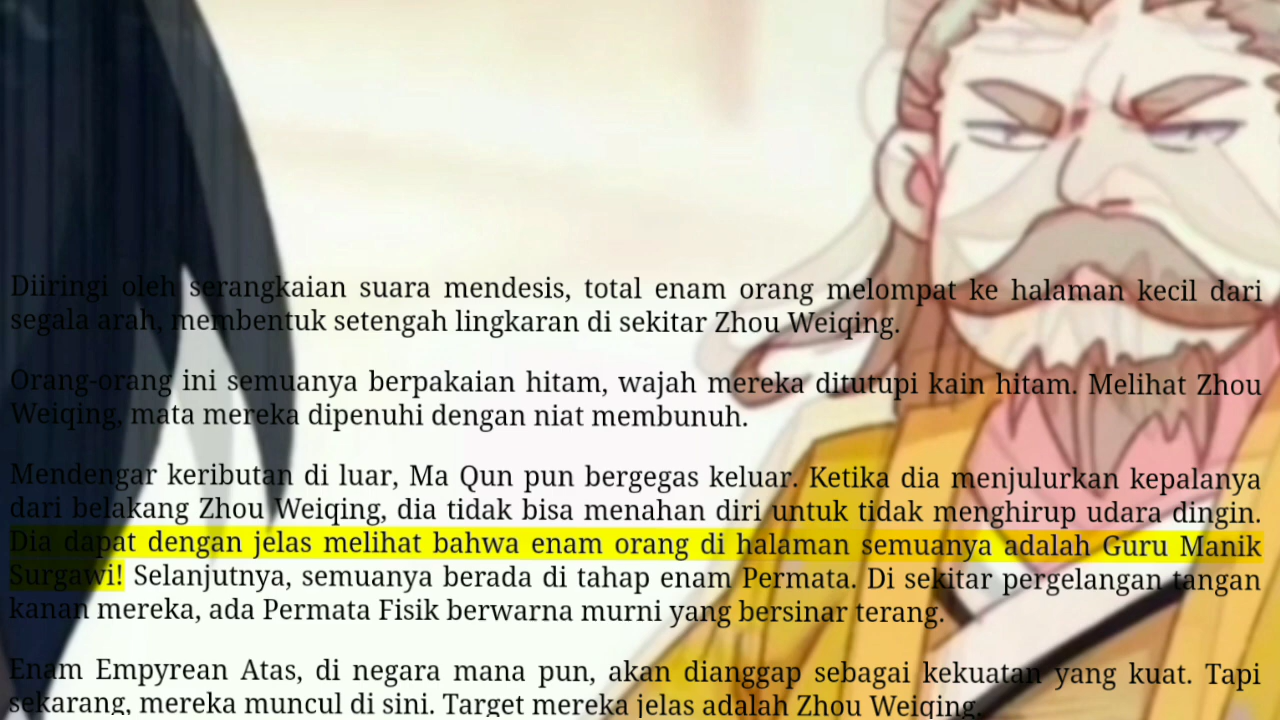 Diiringi oleh serangkaian suara mendesis, total enam orang melompat ke halaman kecil dari
segala arah, membentuk setengah lingkaran di sekitar Zhou Weiqing.
Orang-orang ini semuanya berpakaian hitam, wajah mereka ditutupi kain hitam. Melihat Zhou
Weiqing, mata mereka dipenuhi dengan niat membunuh.
Mendengar keributan di luar, Ma Qun pun bergegas keluar. Ketika dia menjulurkan kepalanya
dari belakang Zhou Weiqing, dia tidak bisa menahan diri untuk tidak menghirup udara dingin.
Dia dapat dengan jelas melihat bahwa enam orang di halaman semuanya adalah Guru Manik
Surgawi! Selanjutnya, semuanya berada di tahap enam Permata. Di sekitar pergelangan tangan
kanan mereka, ada Permata Fisik berwarna murni yang bersinar terang.
Enam Empyrean Atas, di negara mana pun, akan dianggap sebagai kekuatan yang kuat. Tapi
sekarang, mereka muncul di sini. Target mereka jelas adalah Zhou Weiqing.